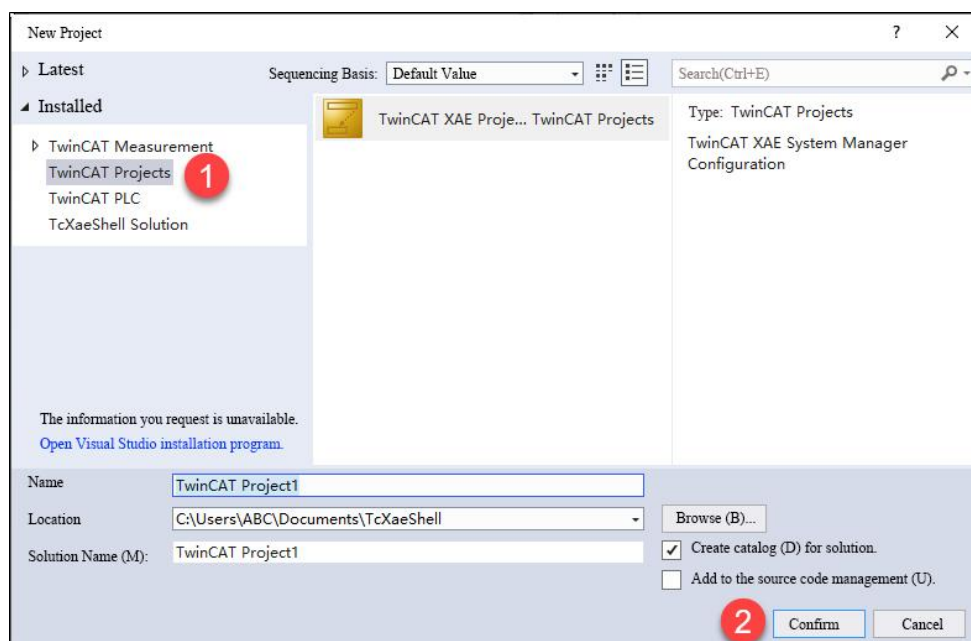 New Project
?
Latest
Installed
TwinCAT Measurement
TwinCAT Projects
1
TwinCAT PLC
TcXaeShell Solution
The information you request is unavailable.
Open Visual Studio installation program.
Sequencing Basis: Default Value
Search(Ctrl+E)
TwinCAT XAE Proje... TwinCAT Projects
Type: TwinCAT Projects
TwinCAT XAE System Manager
Configuration
Name
TwinCAT Project1
Location
C:\Users\ABC\Documents\TcXaeShell
Browse (B)...
Solution Name (M):
TwinCAT Project1
Create catalog (D) for solution.
Add to the source code management (U).
2
Confirm
Cancel